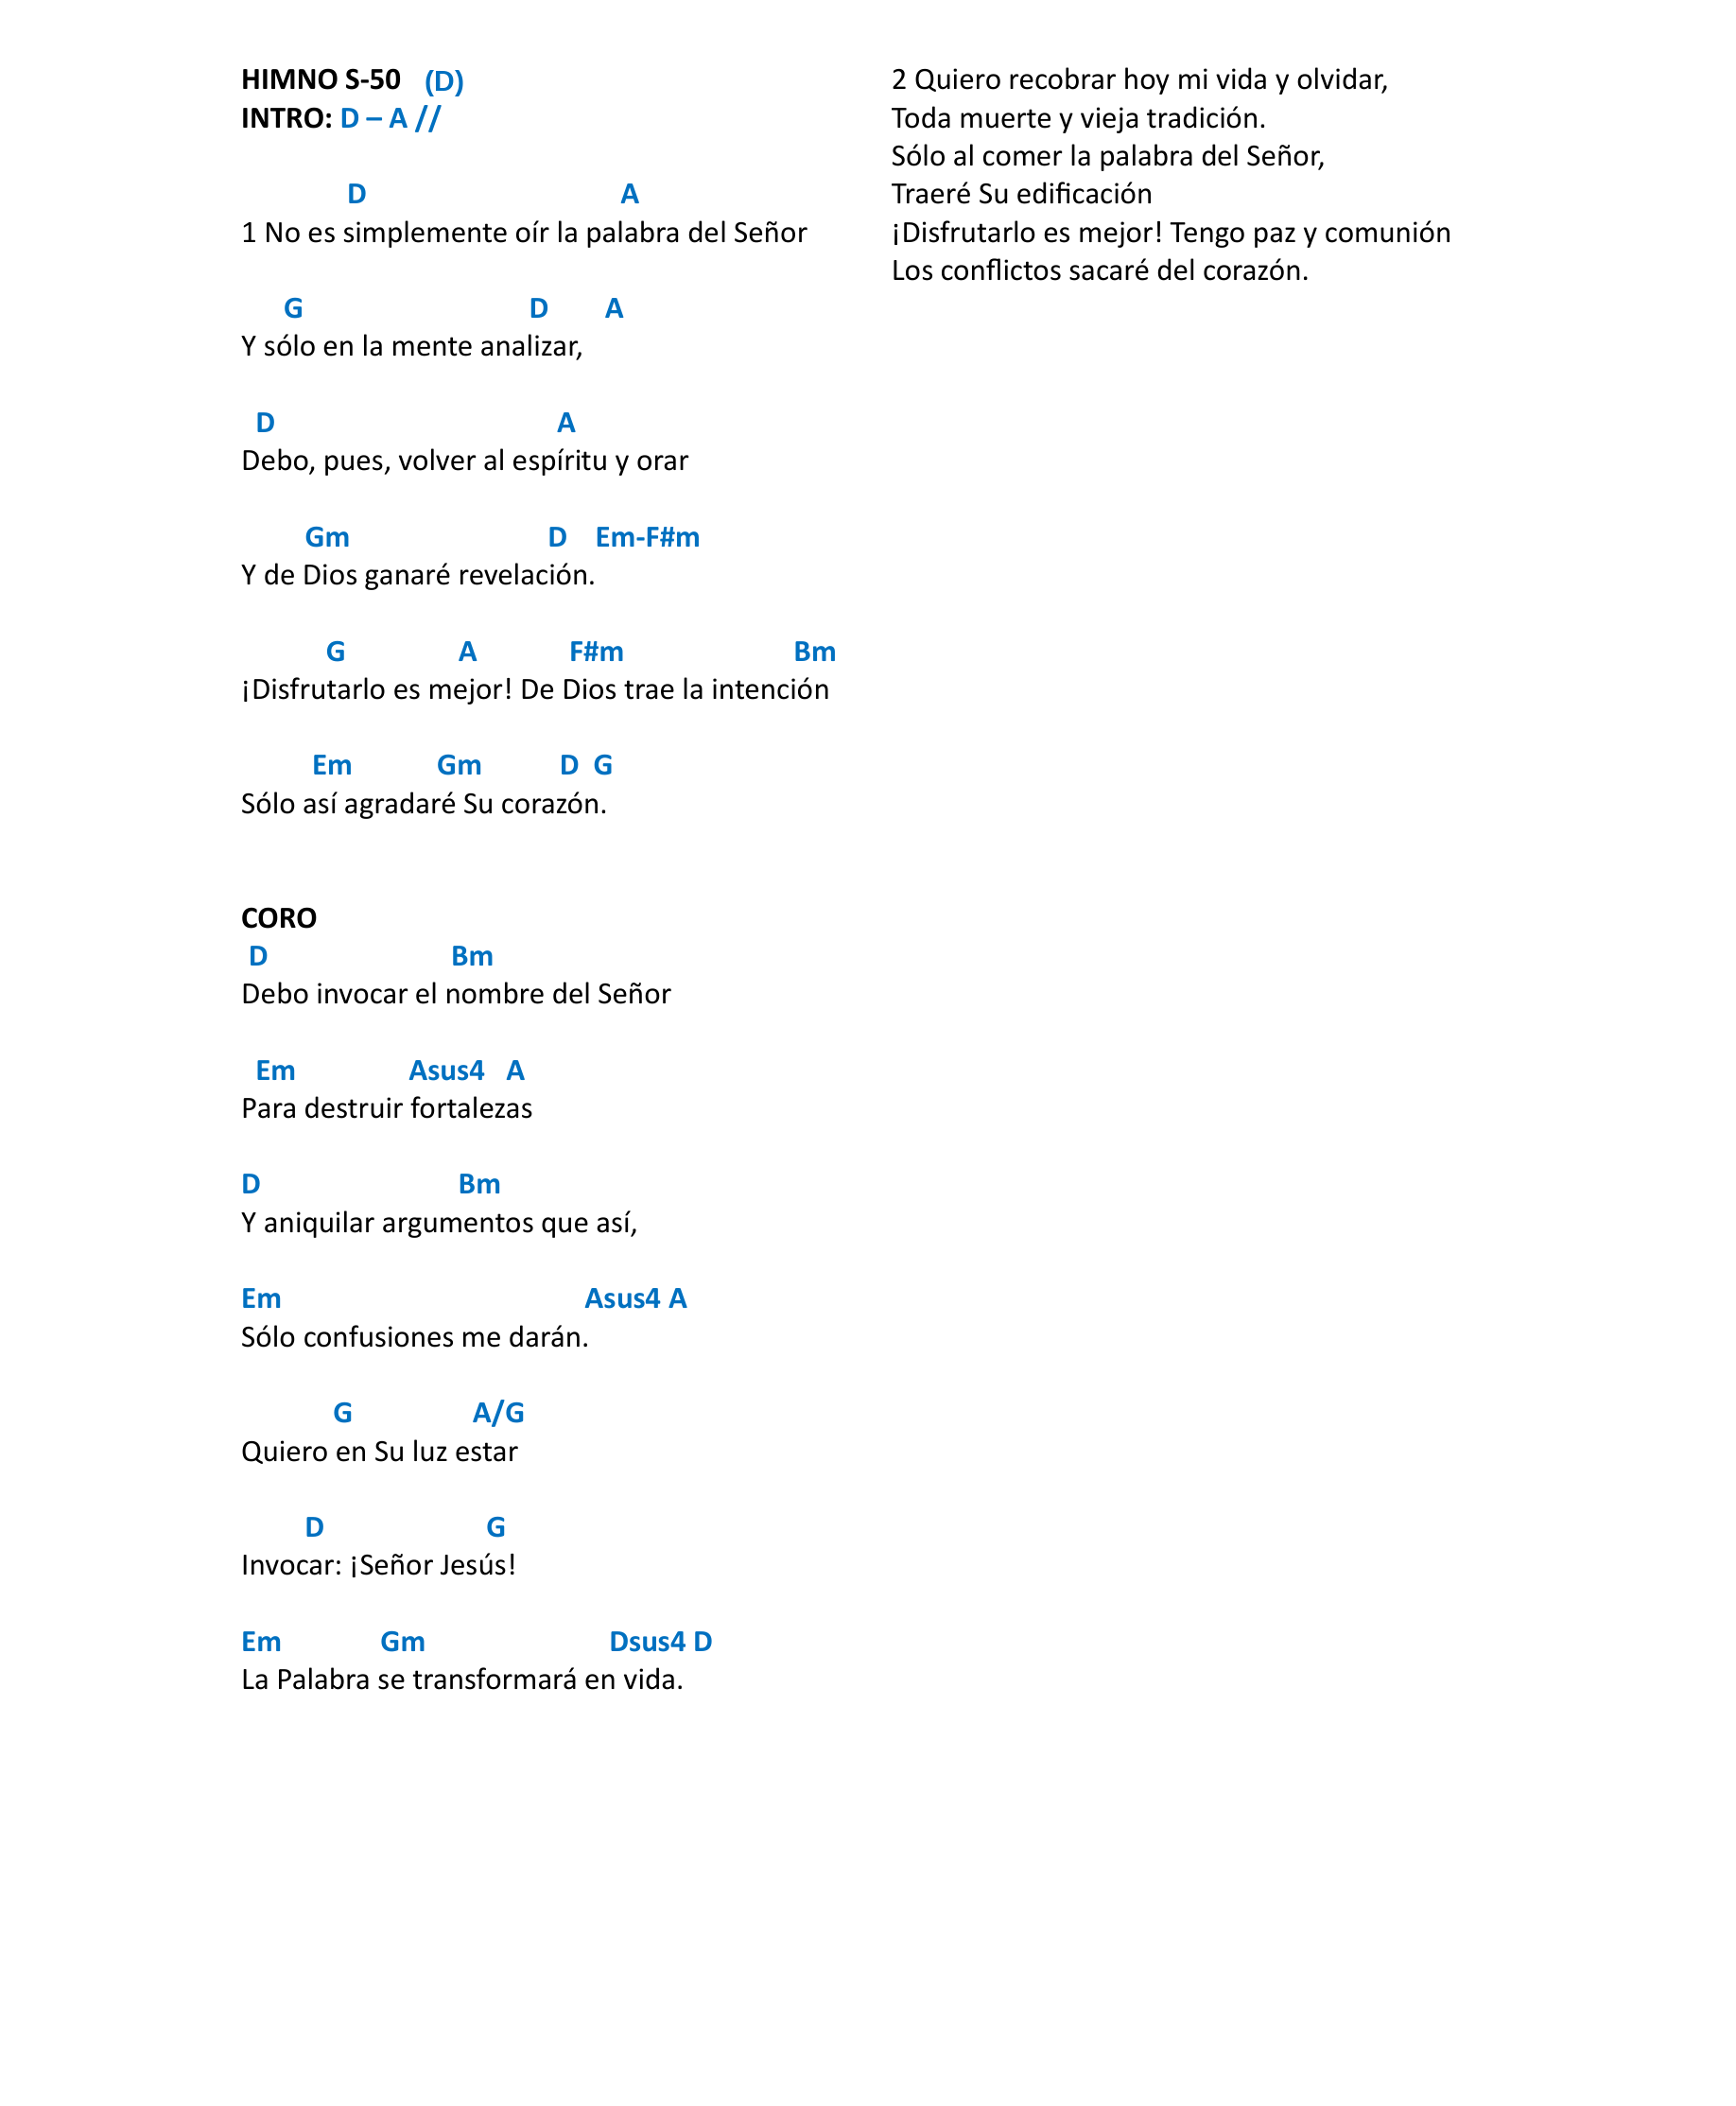 HIMNO S-50 (D)
INTRO: D – A //
D A
1 No es simplemente oír la palabra del Señor
G D A
Y sólo en la mente analizar,
D A
Debo, pues, volver al espíritu y orar
Gm D Em-F#m
Y de Dios ganaré revelación.
G A F#m Bm
¡Disfrutarlo es mejor! De Dios trae la intención
Em Gm D G
Sólo así agradaré Su corazón.
CORO
D Bm
Debo invocar el nombre del Señor
Em Asus4 A
Para destruir fortalezas
D Bm
Y aniquilar argumentos que así,
Em Asus4 A
Sólo confusiones me darán.
G A/G
Quiero en Su luz estar
D G
Invocar: ¡Señor Jesús!
Em Gm Dsus4 D
La Palabra se transformará en vida.
2 Quiero recobrar hoy mi vida y olvidar,
Toda muerte y vieja tradición.
Sólo al comer la palabra del Señor,
Traeré Su edificación
¡Disfrutarlo es mejor! Tengo paz y comunión
Los conflictos sacaré del corazón.